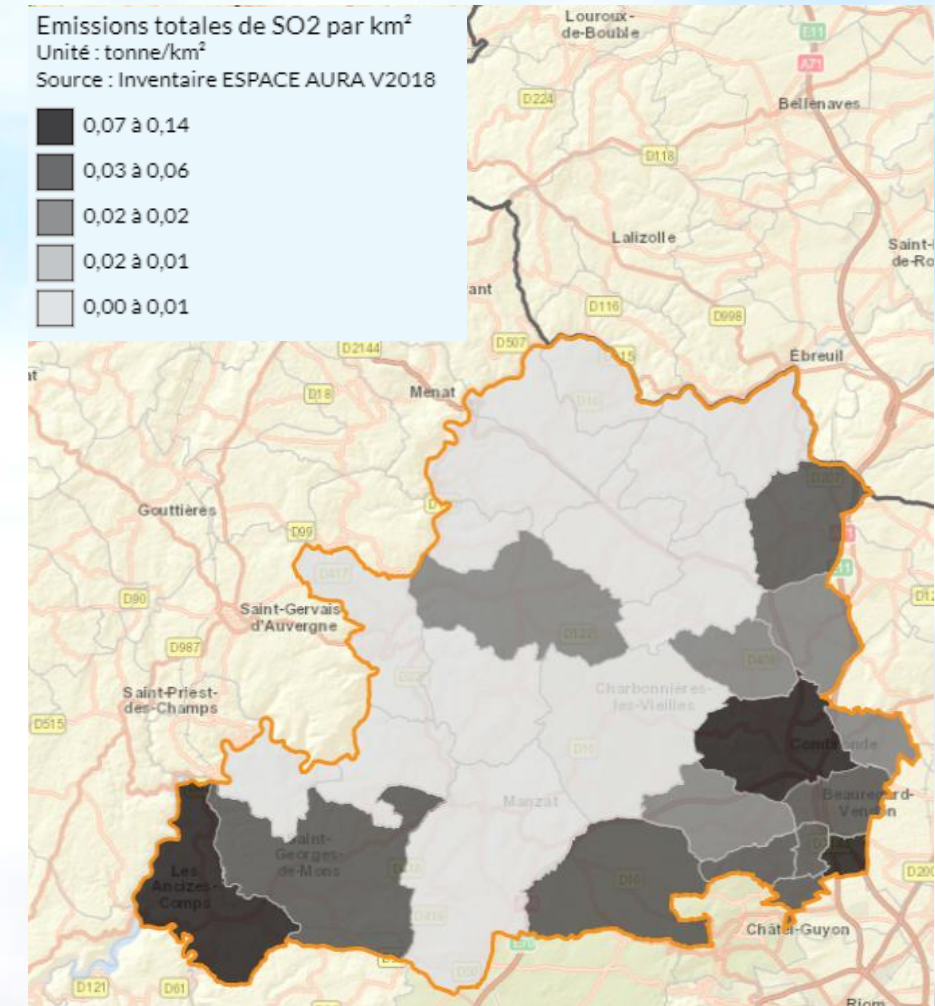 Emissions totales de SO2 par km²
Unité : tonne/km²
Source : Inventaire ESPACE AURA V2018
0,07 à 0,14
0,03 à 0,06
0,02 à 0,02
0,02 à 0,01
0,00 à 0,01
Louroux-
de-Bouble
E11
A71
D224
Bellenaves
D118
Lalizolle
Saint-
de-Ro
ant
D116
D998
D507
D2144
Ébreuil
Menat
D18
Gouttières
D99
D417
D90
Saint-Gervais
d'Auvergne
D122
D987
Saint-Priest-
des-Champs
Charbonnières-
les-Vieilles
D515
Combronde
Manzat
Beauregard-
Vendon
Saint-
Georges-
de-Mons
Les
Ancizes-
Comps
D200
Châtel-Guyon
D121
D61
Riom